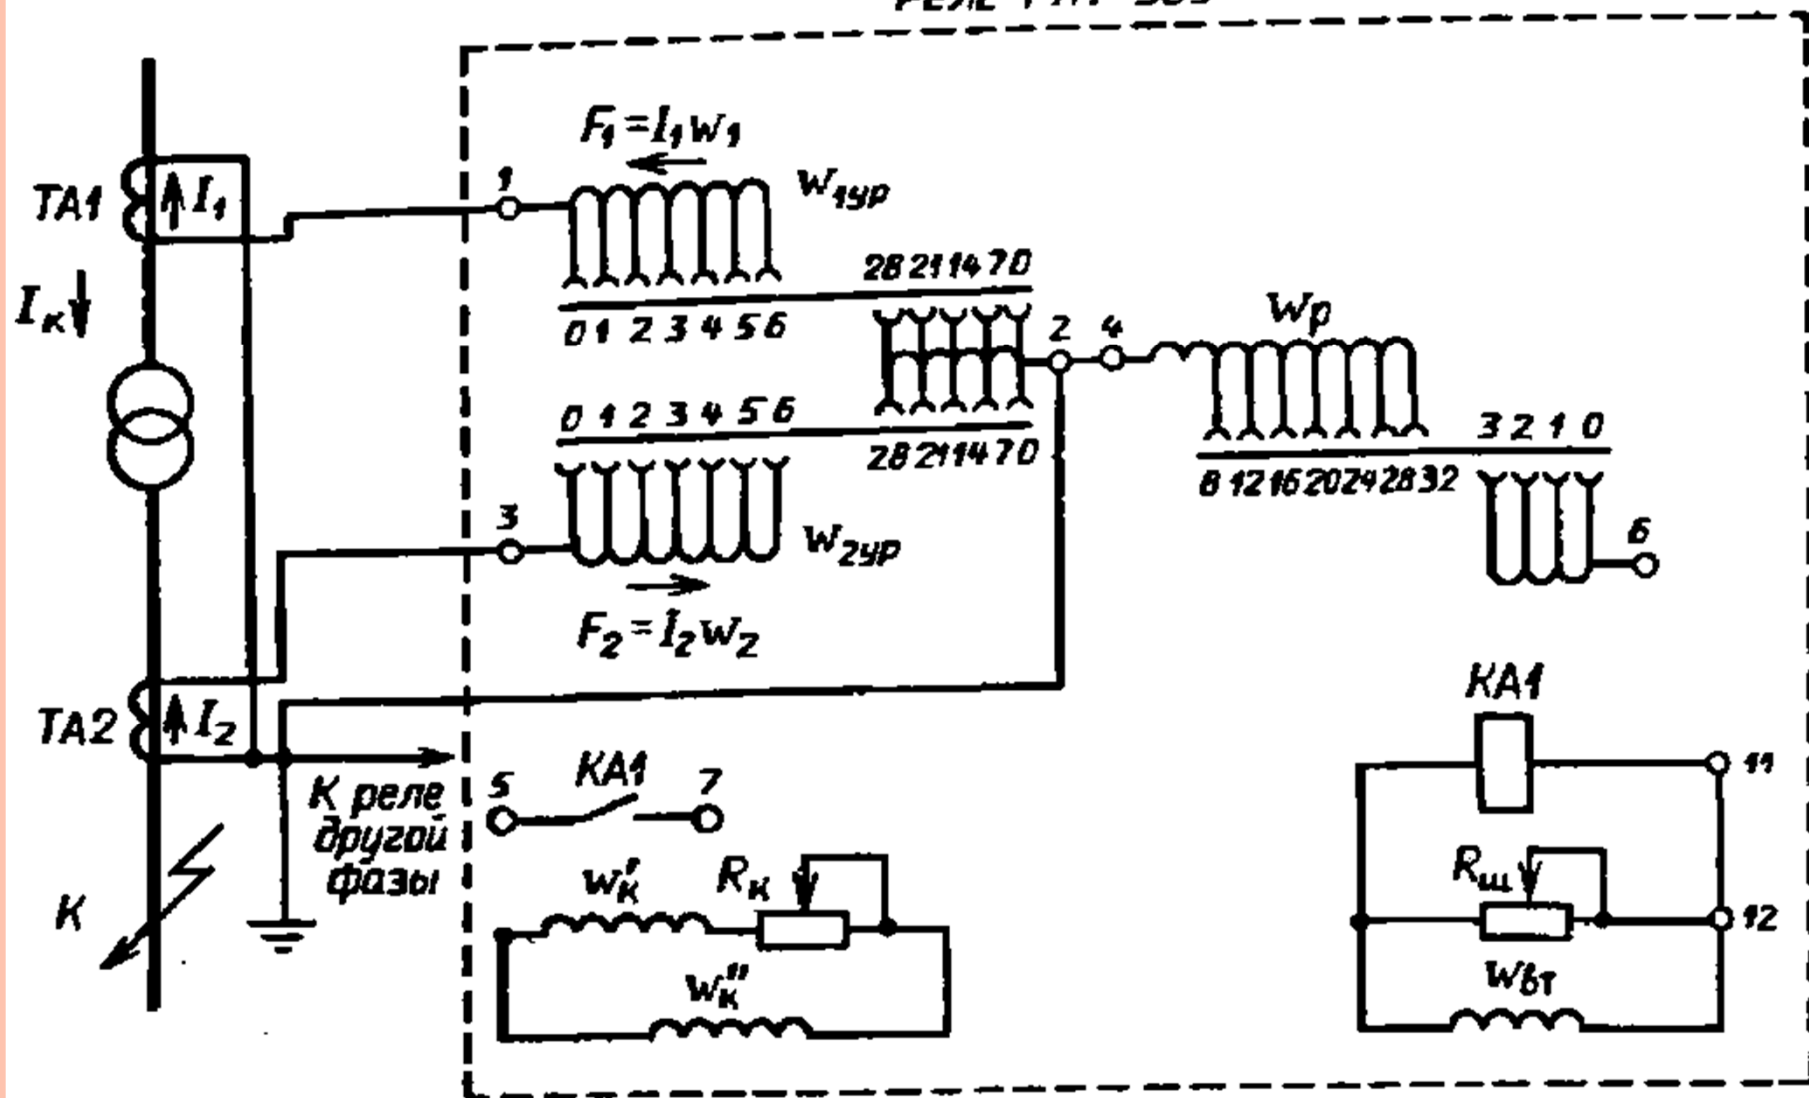 F₁=I₁w₁
TA1
I₁
1
w₁ур
Iк
28 21 14 7 0
0 1 2 3 4 5 6
2 4
wр
0 1 2 3 4 5 6
28 21 14 7 0
3 2 1 0
8 12 16 20 24 28 32
3
w₂ур
6
F₂=I₂w₂
TA2
I₂
KA1
5
KA1
7
11
К реле
другой
фазы
K
w'к
Rк
Rш
12
w''к
wвт